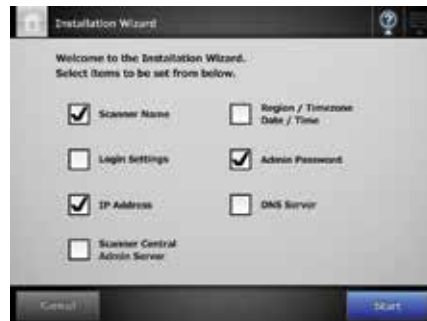 Installation Wizard
Welcome to the Installation Wizard.
Select items to be set from below.
Scanner Name
Region / Timezone
Date / Time
Login Settings
Admin Password
IP Address
DNS Server
Scanner Central
Admin Server
Cancel
Start